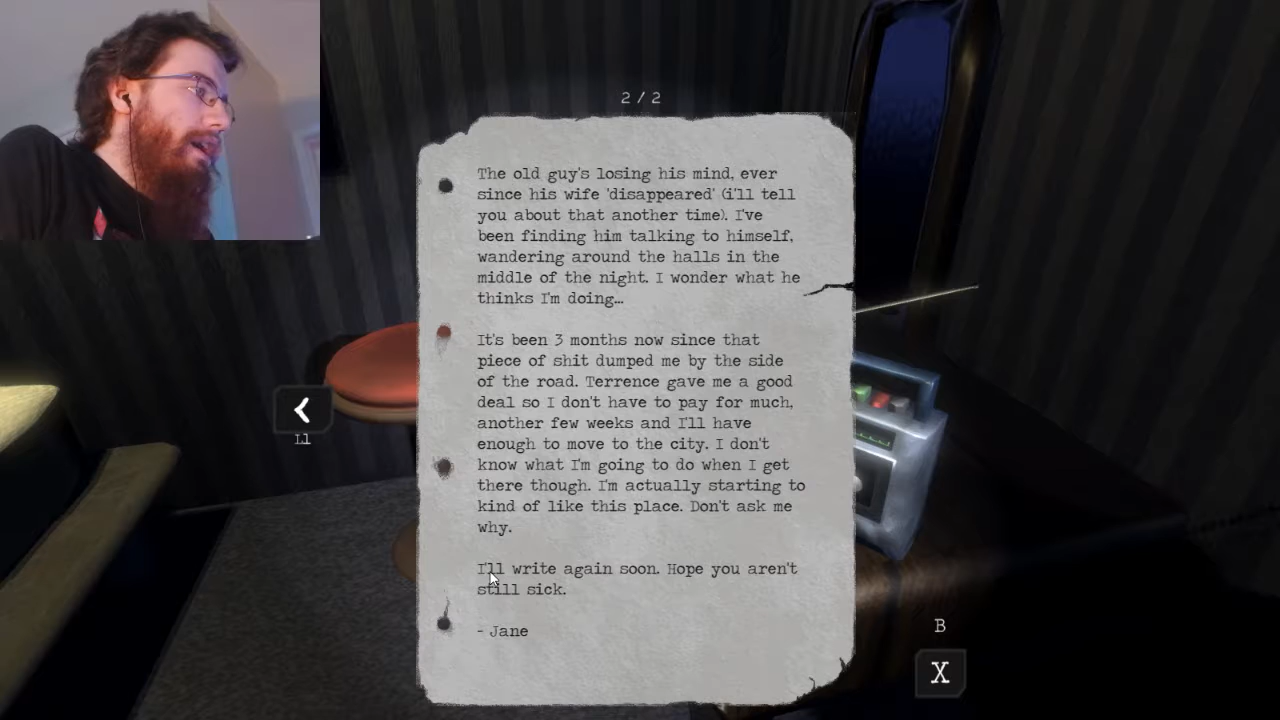 2/2
The old guy's losing his mind, ever
since his wife 'disappeared' (i'll tell
you about that another time). I've
been finding him talking to himself,
wandering around the halls in the
middle of the night. I wonder what he
thinks I'm doing...
It's been 3 months now since that
piece of shit dumped me by the side
of the road. Terrence gave me a good
deal so I don't have to pay for much,
another few weeks and I'll have
enough to move to the city. I don't
know what I'm going to do when I get
there though. I'm actually starting to
kind of like this place. Don't ask me
why.
I'll write again soon. Hope you aren't
still sick.
- Jane
L1
B
X